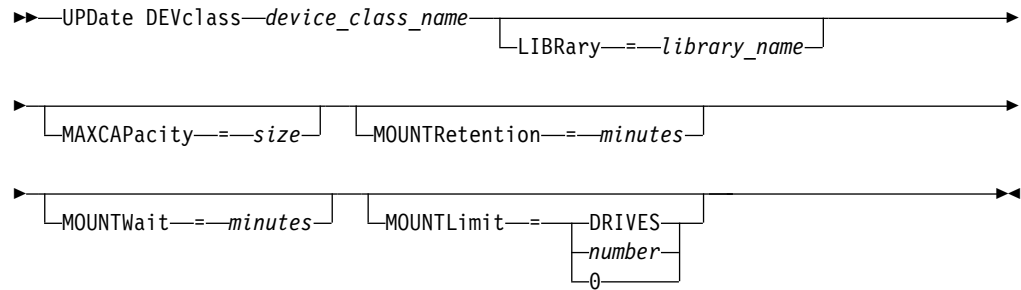 UPDate DEVclass device_class_name
LIBRary = library_name
MAXCAPacity = size MOUNTRetention = minutes
MOUNTWait = minutes MOUNTLimit = DRIVES
number
0